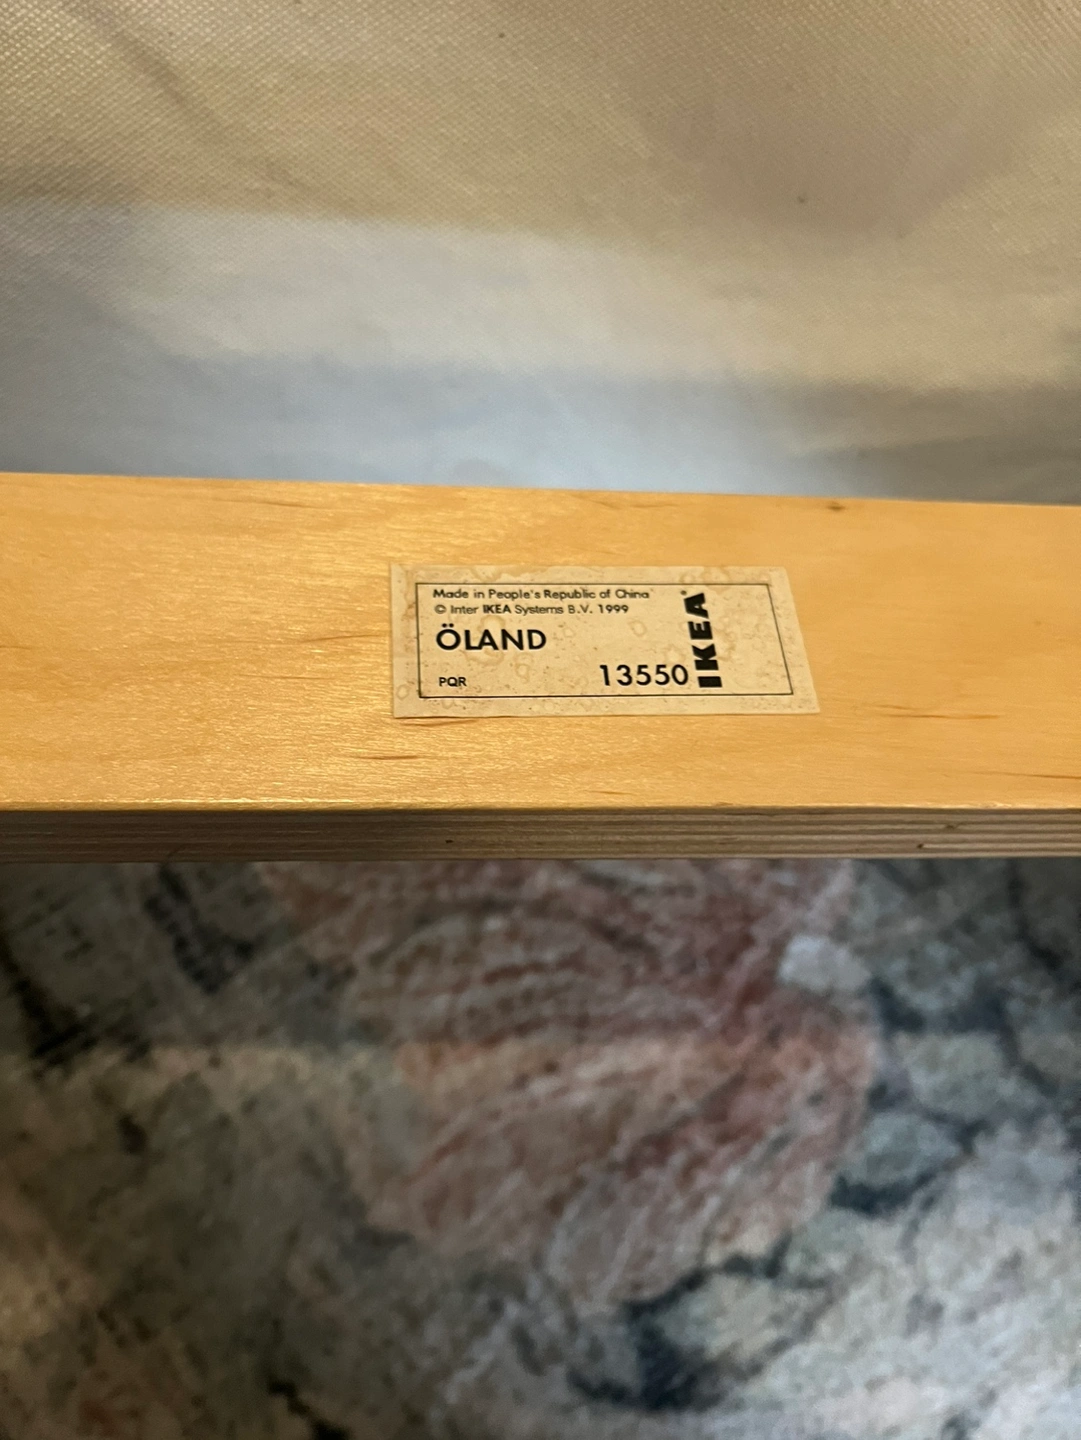 Made in People's Republic of China
© Inter IKEA Systems B.V. 1999
ÖLAND
PQR
13550
IKEA®